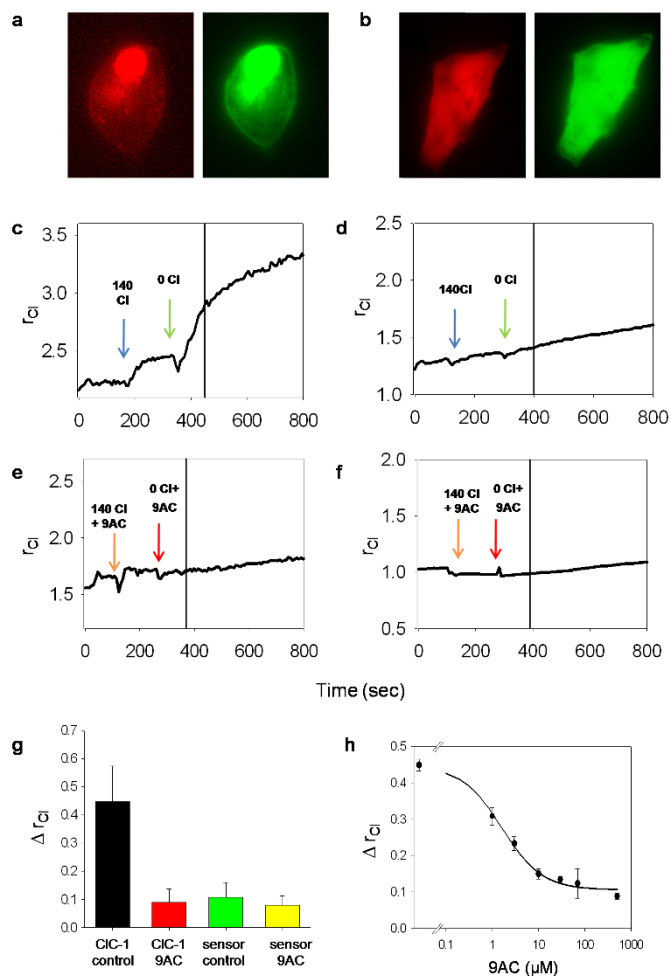 a
b
c
3.5
3.0
2.5
rCl
140 Cl
0 Cl
0 200 400 600 800
d
2.5
2.0
1.5
1.0
rCl
140Cl
0 Cl
0 200 400 600 800
e
2.5
2.0
1.5
rCl
140 Cl + 9AC
0 Cl+ 9AC
0 200 400 600 800
f
2.0
1.5
1.0
0.5
rCl
140 Cl + 9AC
0 Cl+ 9AC
0 200 400 600 800
Time (sec)
g
0.7
0.6
0.5
0.4
0.3
0.2
0.1
0.0
Δ rCl
ClC-1 control
ClC-1 9AC
sensor control
sensor 9AC
h
0.5
0.4
0.3
0.2
0.1
0.0
Δ rCl
0.1 1 10 100 1000
9AC (µM)